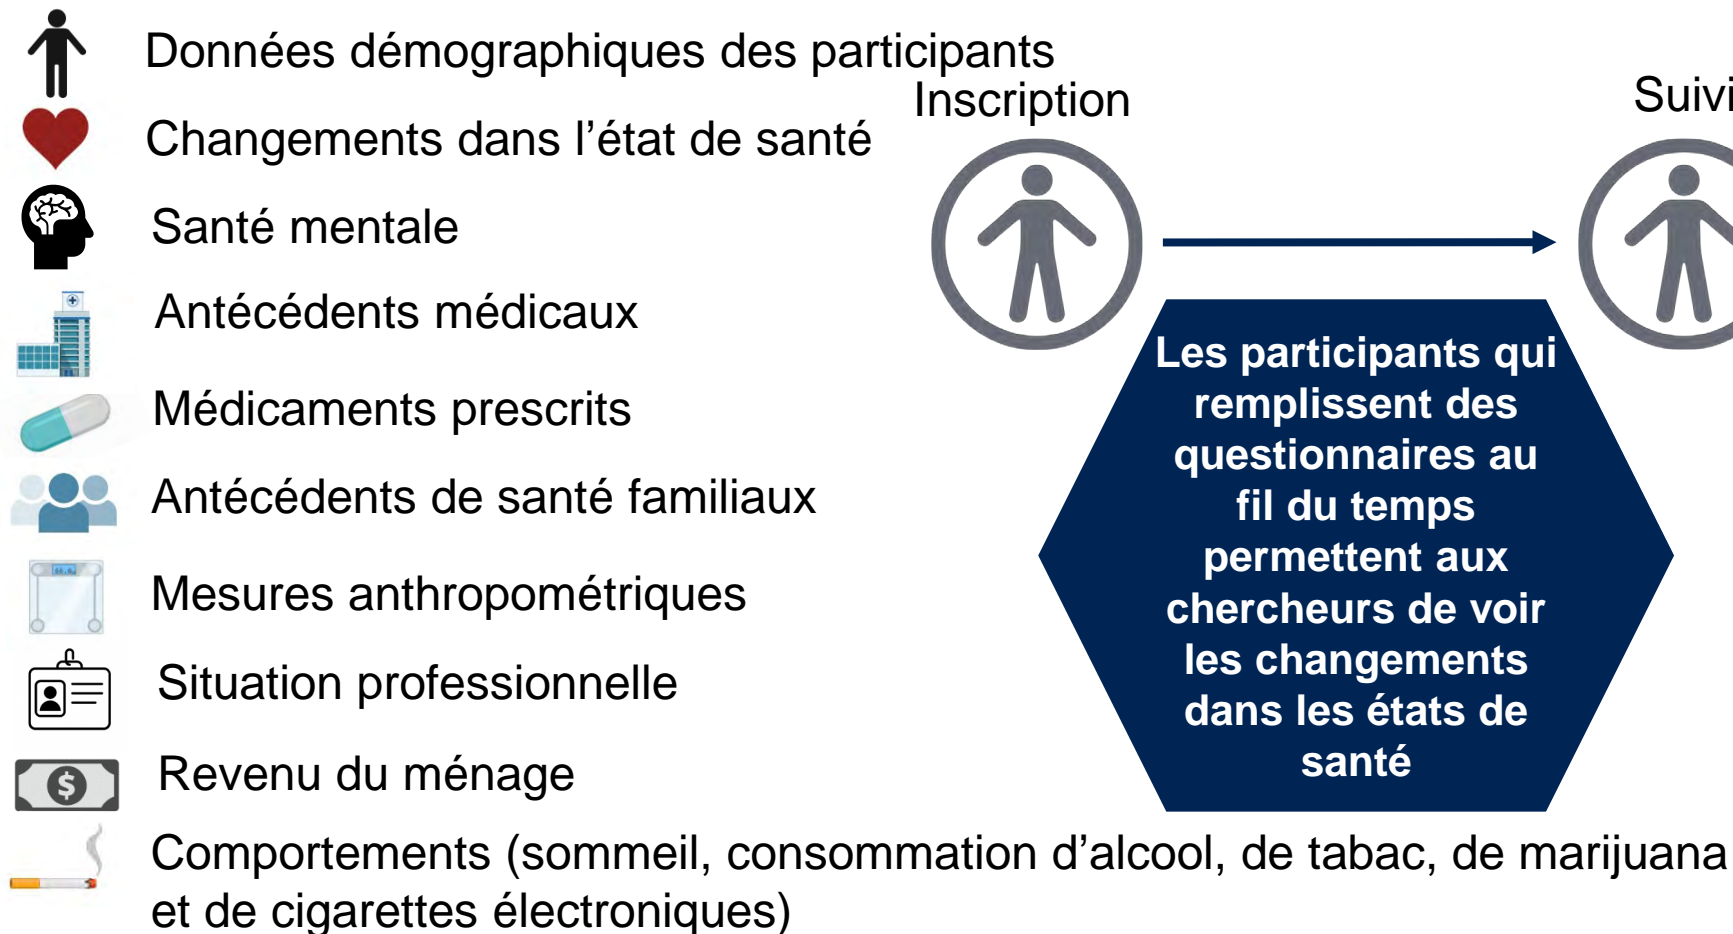 Données démographiques des participants
Changements dans l’état de santé
Santé mentale
Antécédents médicaux
Médicaments prescrits
Antécédents de santé familiaux
Mesures anthropométriques
Situation professionnelle
Revenu du ménage
Comportements (sommeil, consommation d’alcool, de tabac, de marijuana
et de cigarettes électroniques)
Inscription
Suivi
Les participants qui
remplissent des
questionnaires au
fil du temps
permettent aux
chercheurs de voir
les changements
dans les états de
santé